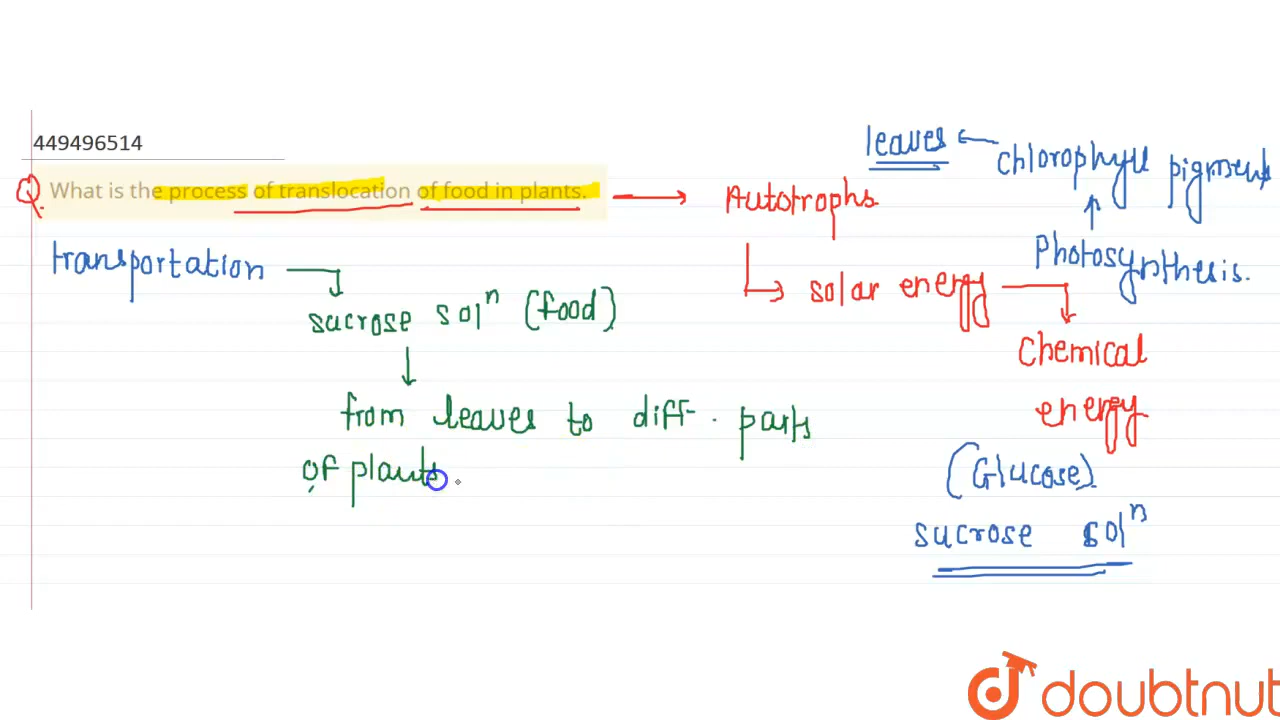 449496514
Q. What is the process of translocation of food in plants.
transportation
sucrose solⁿ (food)
from leaves to diff. parts
of plants
leaves
chlorophyll pigment
Autotrophs
Photosynthesis.
solar energy
Chemical
energy
(Glucose)
sucrose solⁿ
doubtnut